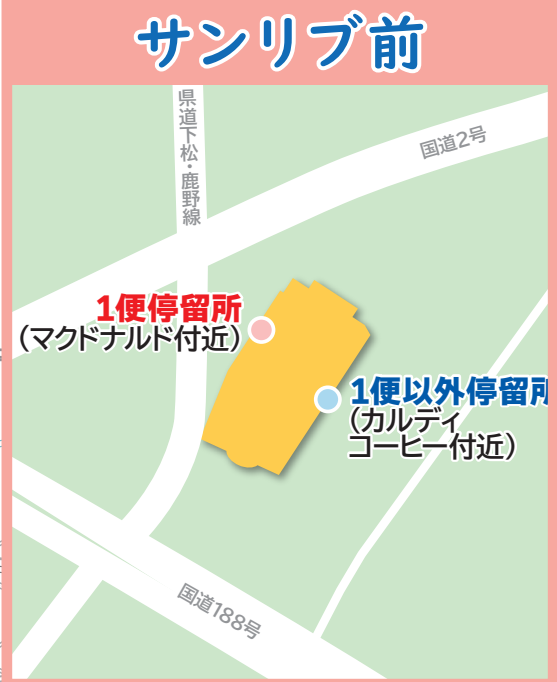 サンリブ前
県道下松・鹿野線
国道2号
1便停留所
（マクドナルド付近）
1便以外停留所
（カルディ
コーヒー付近）
国道188号